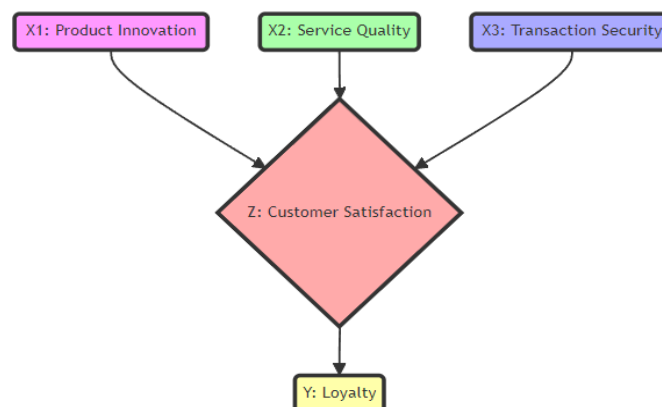 X1: Product Innovation
X2: Service Quality
X3: Transaction Security
Z: Customer Satisfaction
Y: Loyalty